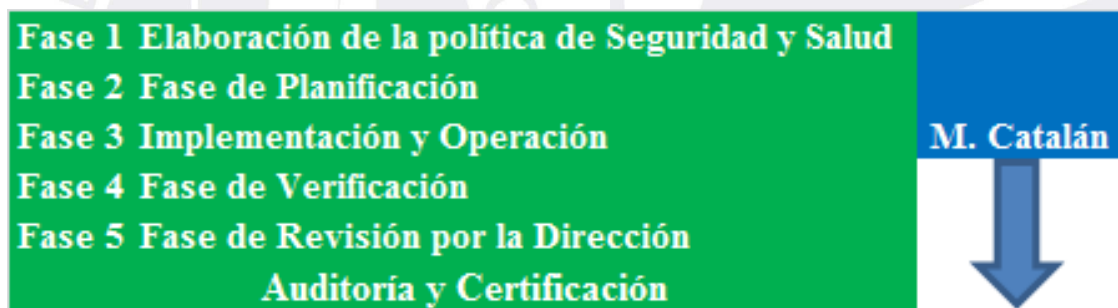 Fase 1 Elaboración de la política de Seguridad y Salud
Fase 2 Fase de Planificación
Fase 3 Implementación y Operación
M. Catalán
Fase 4 Fase de Verificación
Fase 5 Fase de Revisión por la Dirección
Auditoría y Certificación